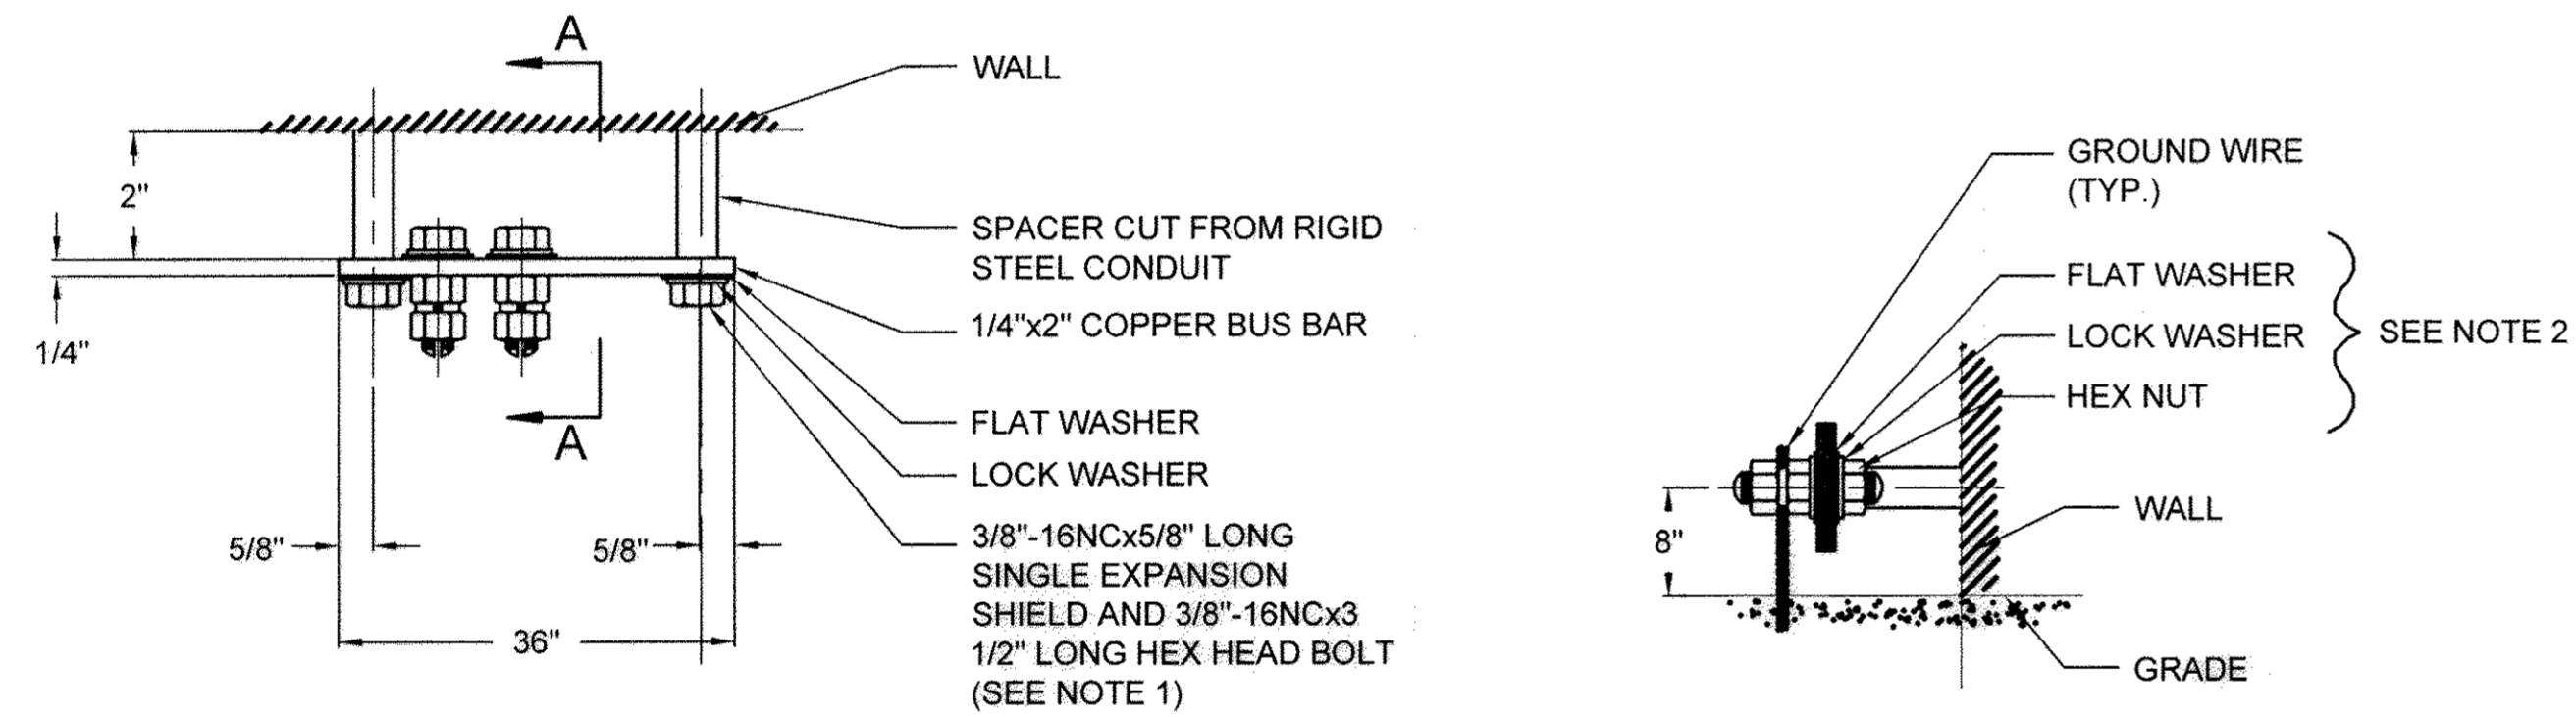 A
WALL
2"
SPACER CUT FROM RIGID
STEEL CONDUIT
1/4"x2" COPPER BUS BAR
1/4"
FLAT WASHER
A
LOCK WASHER
3/8"-16NCx5/8" LONG
SINGLE EXPANSION
SHIELD AND 3/8"-16NCx3
1/2" LONG HEX HEAD BOLT
(SEE NOTE 1)
5/8"
5/8"
36"
GROUND WIRE
(TYP.)
FLAT WASHER
LOCK WASHER
HEX NUT
SEE NOTE 2
WALL
8"
GRADE